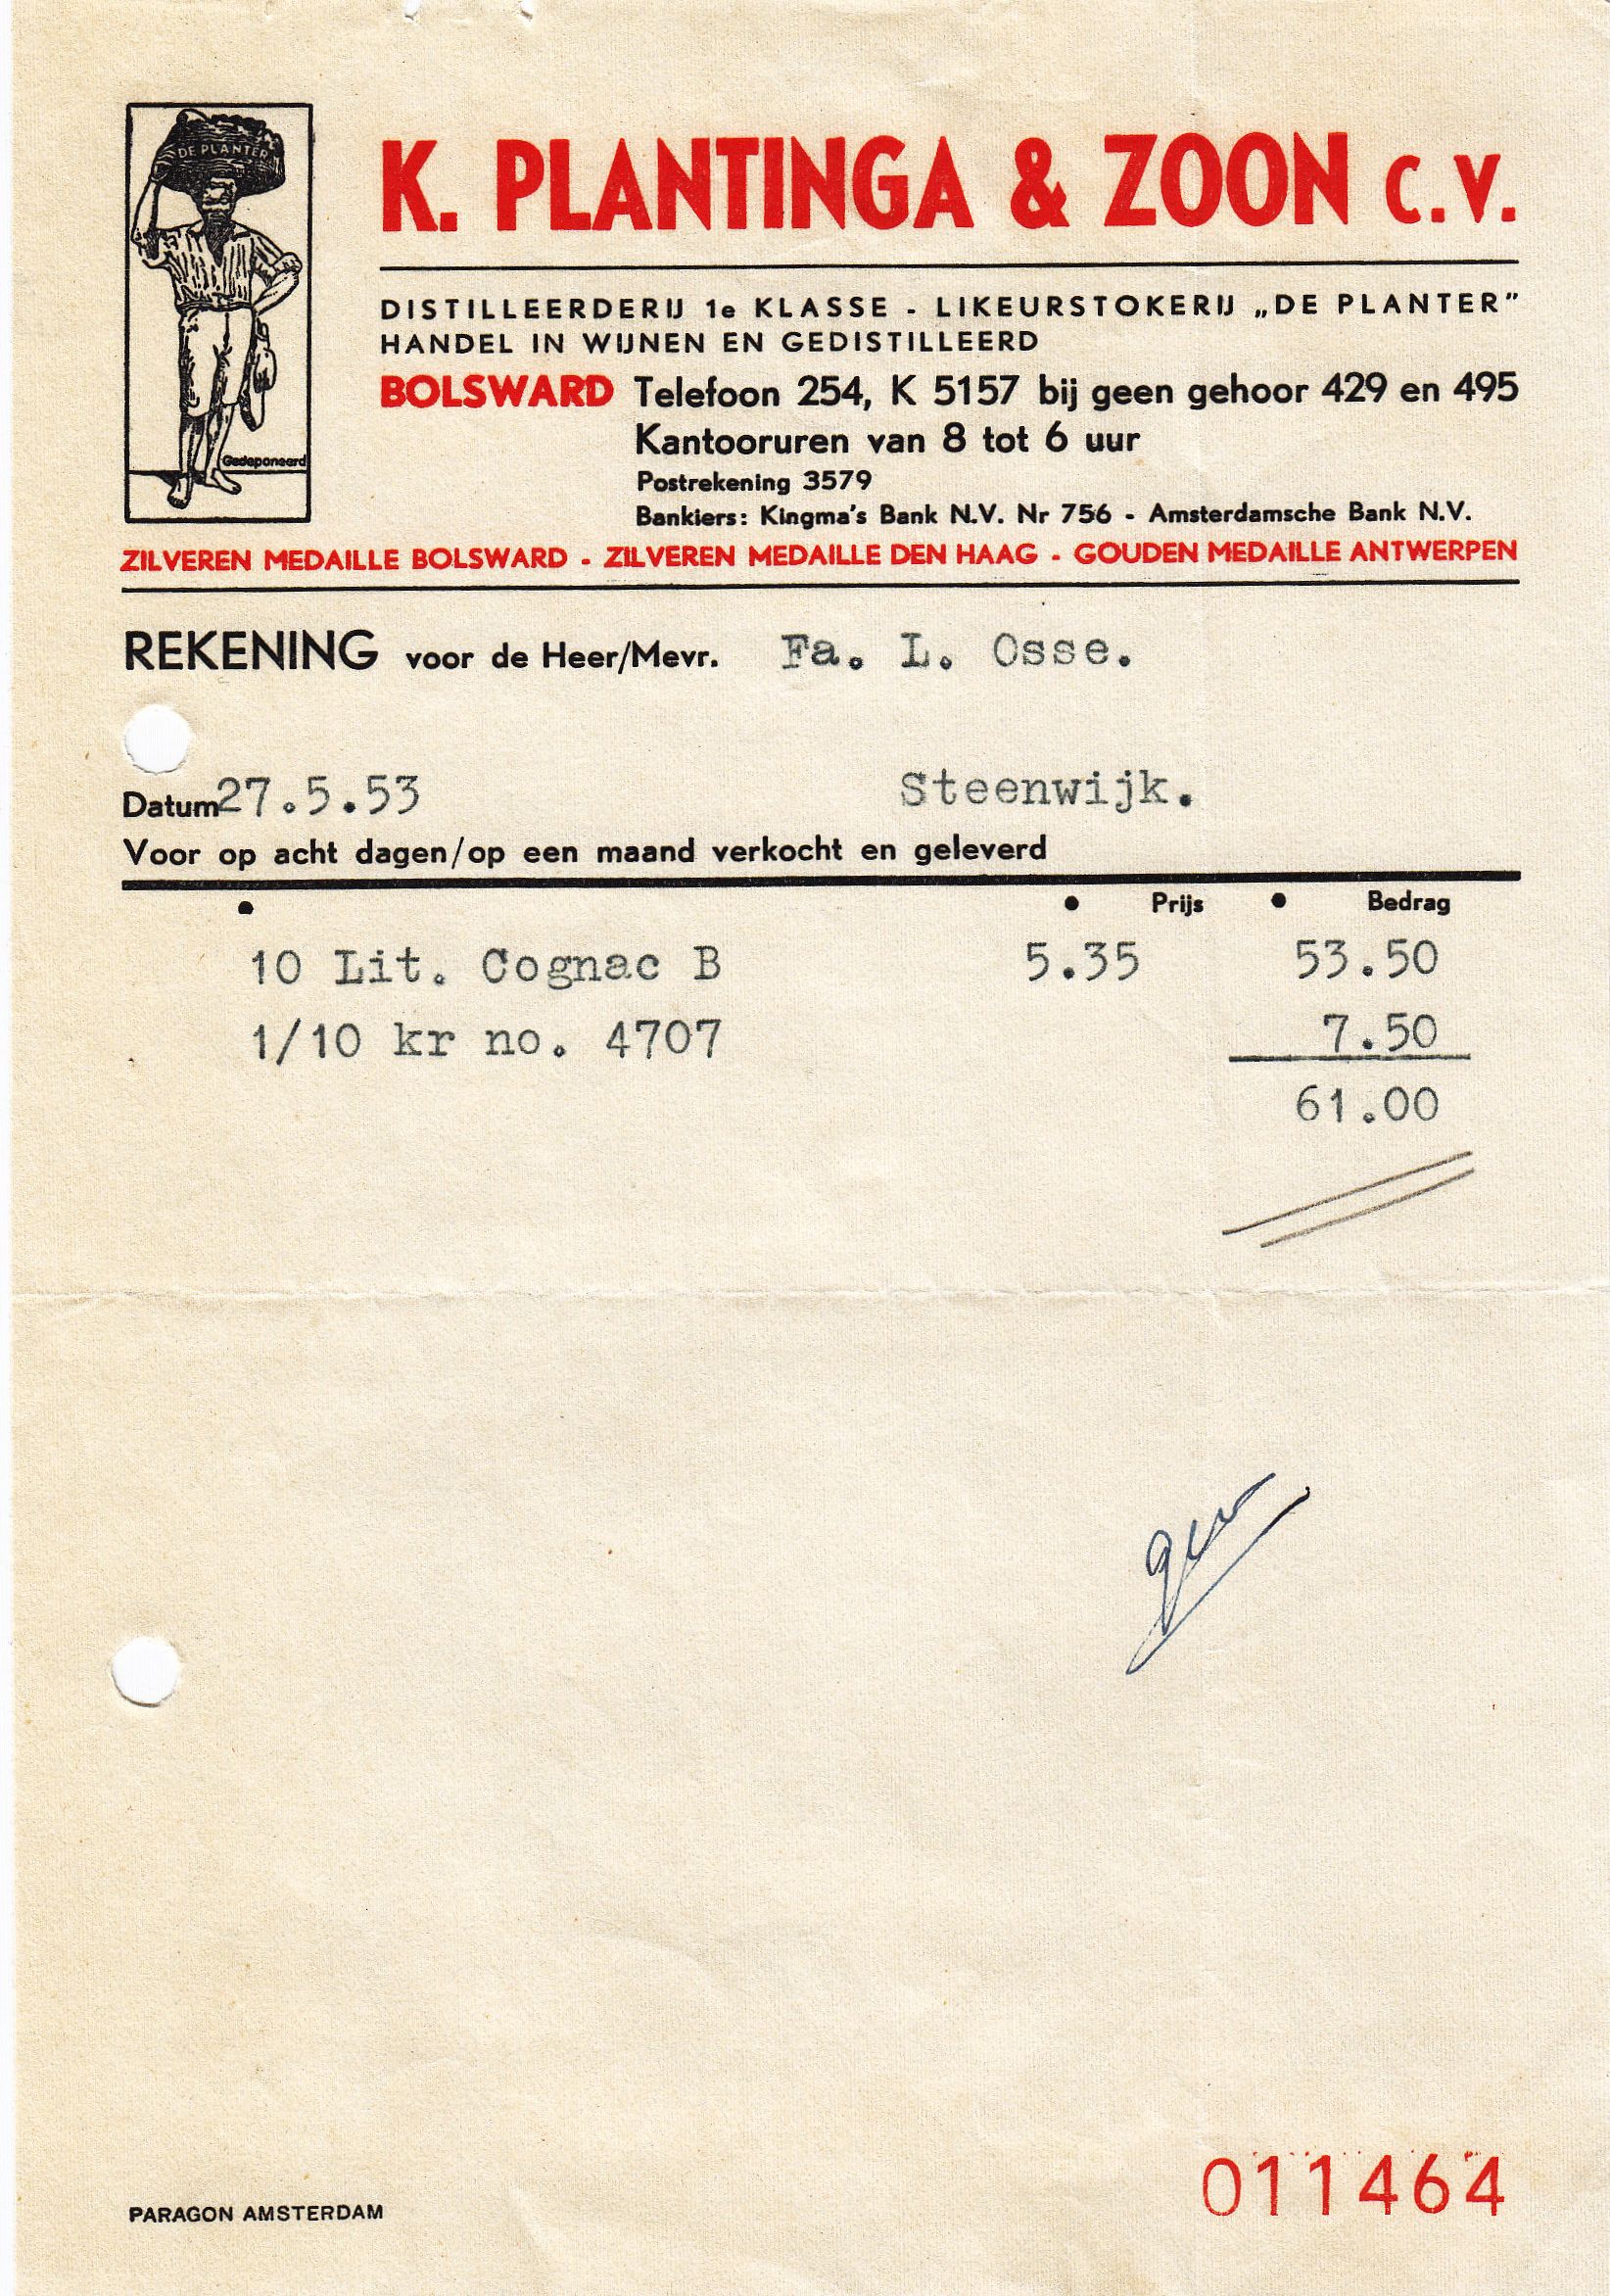 DE PLANTER
Gedeponeerd
K. PLANTINGA & ZOON C.V.
DISTILLEERDERIJ 1e KLASSE - LIKEURSTOKERIJ „DE PLANTER"
HANDEL IN WIJNEN EN GEDISTILLEERD
BOLSWARD Telefoon 254, K 5157 bij geen gehoor 429 en 495
Kantooruren van 8 tot 6 uur
Postrekening 3579
Bankiers: Kingma's Bank N.V. Nr 756 - Amsterdamsche Bank N.V.
ZILVEREN MEDAILLE BOLSWARD - ZILVEREN MEDAILLE DEN HAAG - GOUDEN MEDAILLE ANTWERPEN
REKENING voor de Heer/Mevr. Fa. L. Osse.
Datum 27.5.53 Steenwijk.
Voor op acht dagen/op een maand verkocht en geleverd
Prijs Bedrag
10 Lit. Cognac B 5.35 53.50
1/10 kr no. 4707 7.50
61.00
PARAGON AMSTERDAM
011464